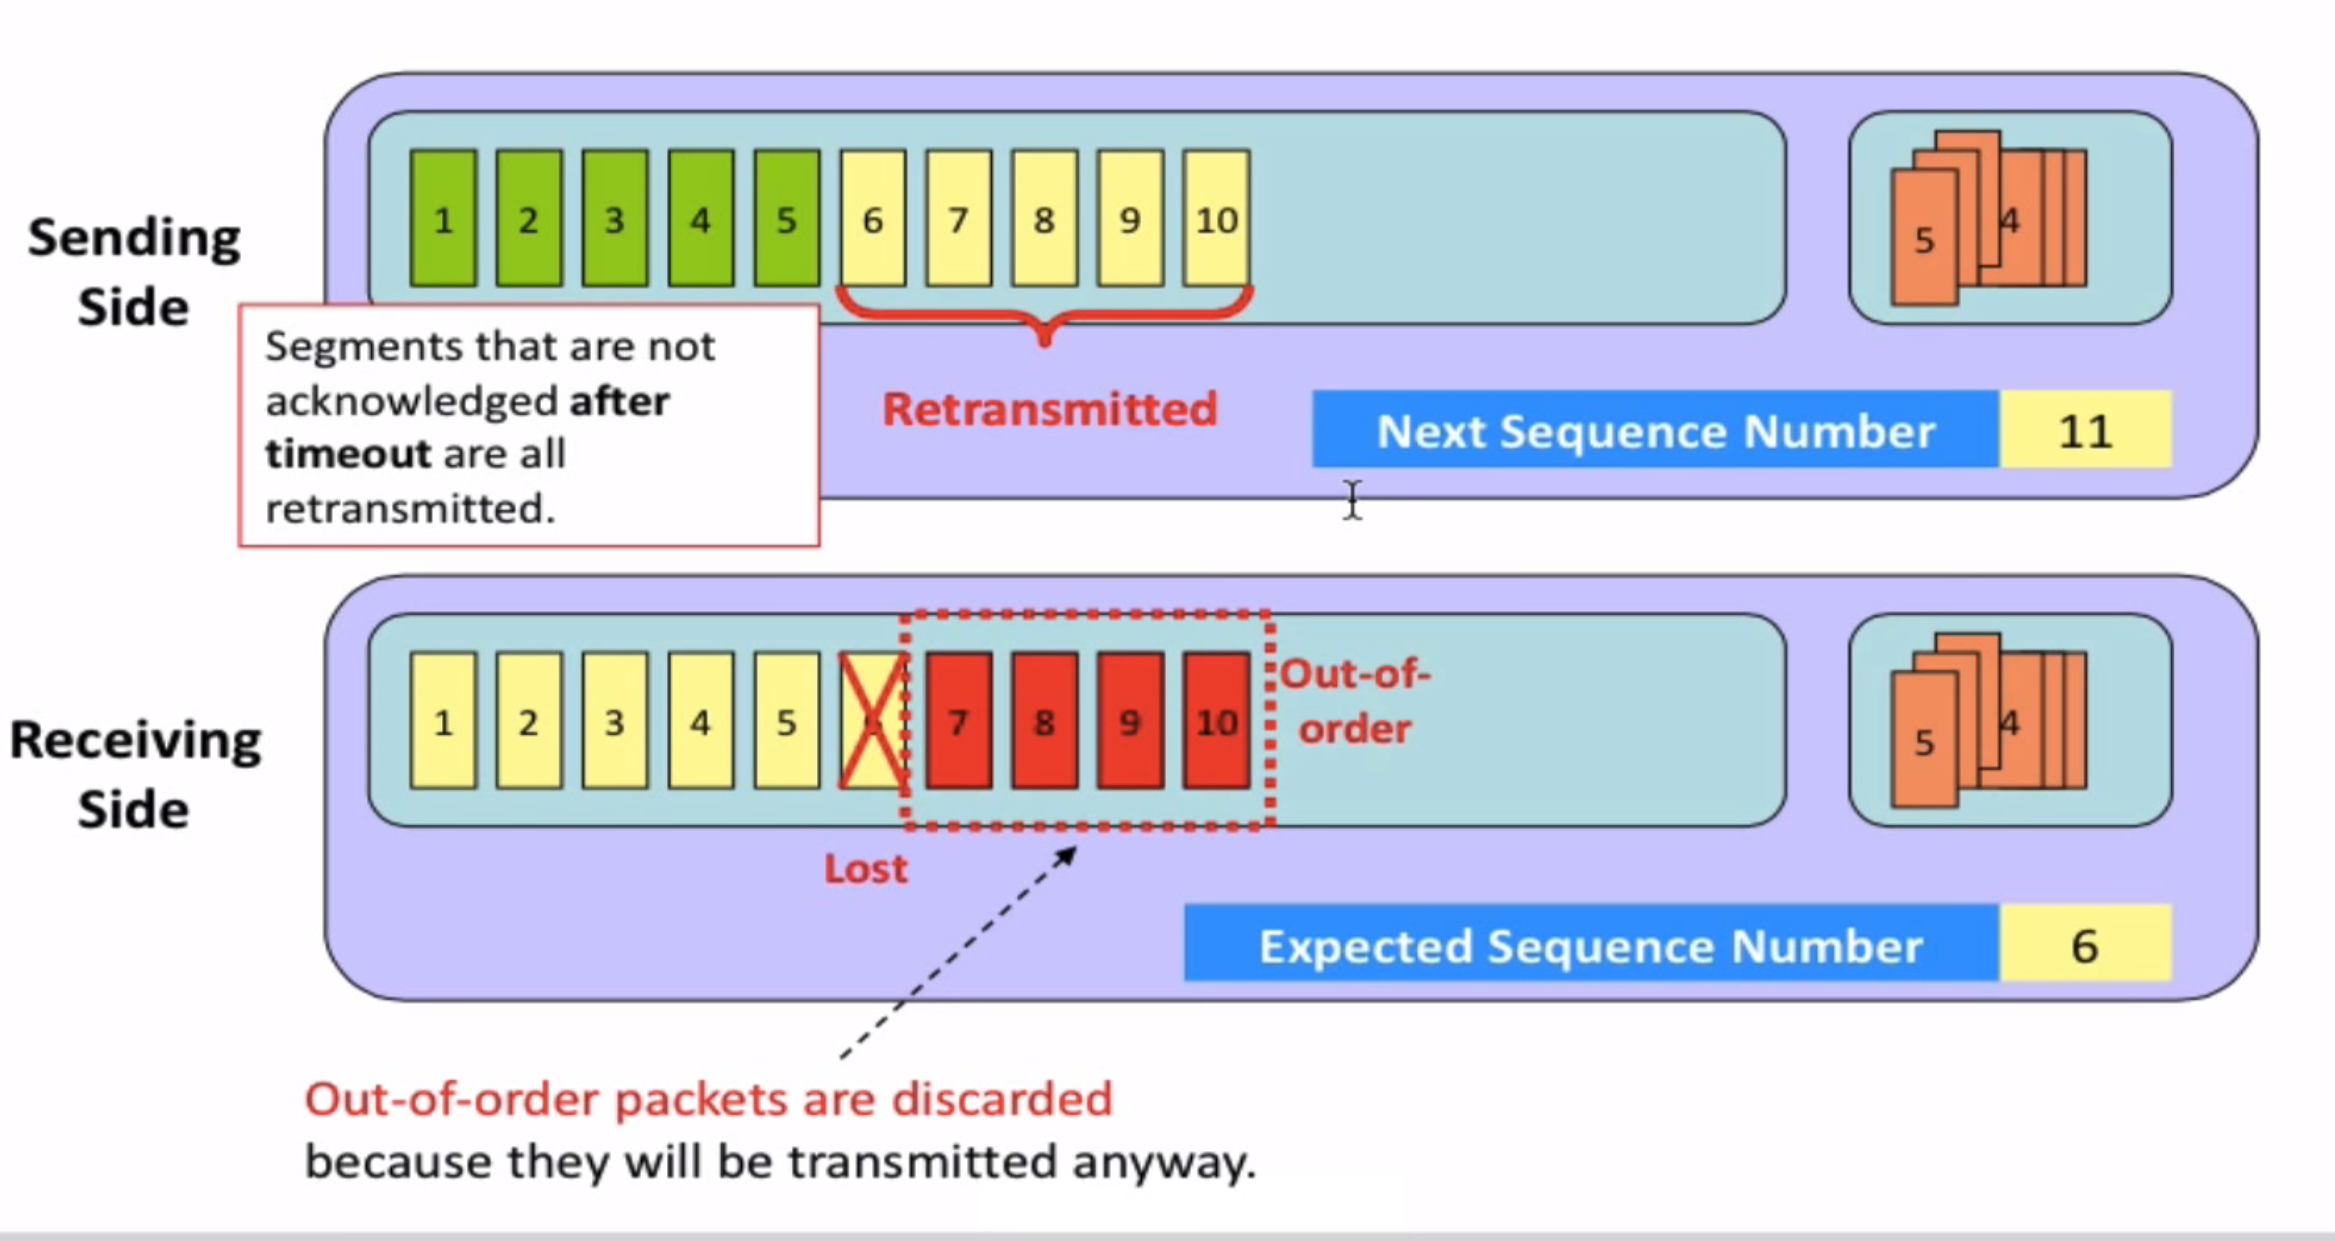 Sending
Side
1 2 3 4 5 6 7 8 9 10
5 4
Segments that are not
acknowledged after
timeout are all
retransmitted.
Retransmitted
Next Sequence Number 11
Receiving
Side
1 2 3 4 5 6 7 8 9 10
Out-of-
order
5 4
Lost
Expected Sequence Number 6
Out-of-order packets are discarded
because they will be transmitted anyway.